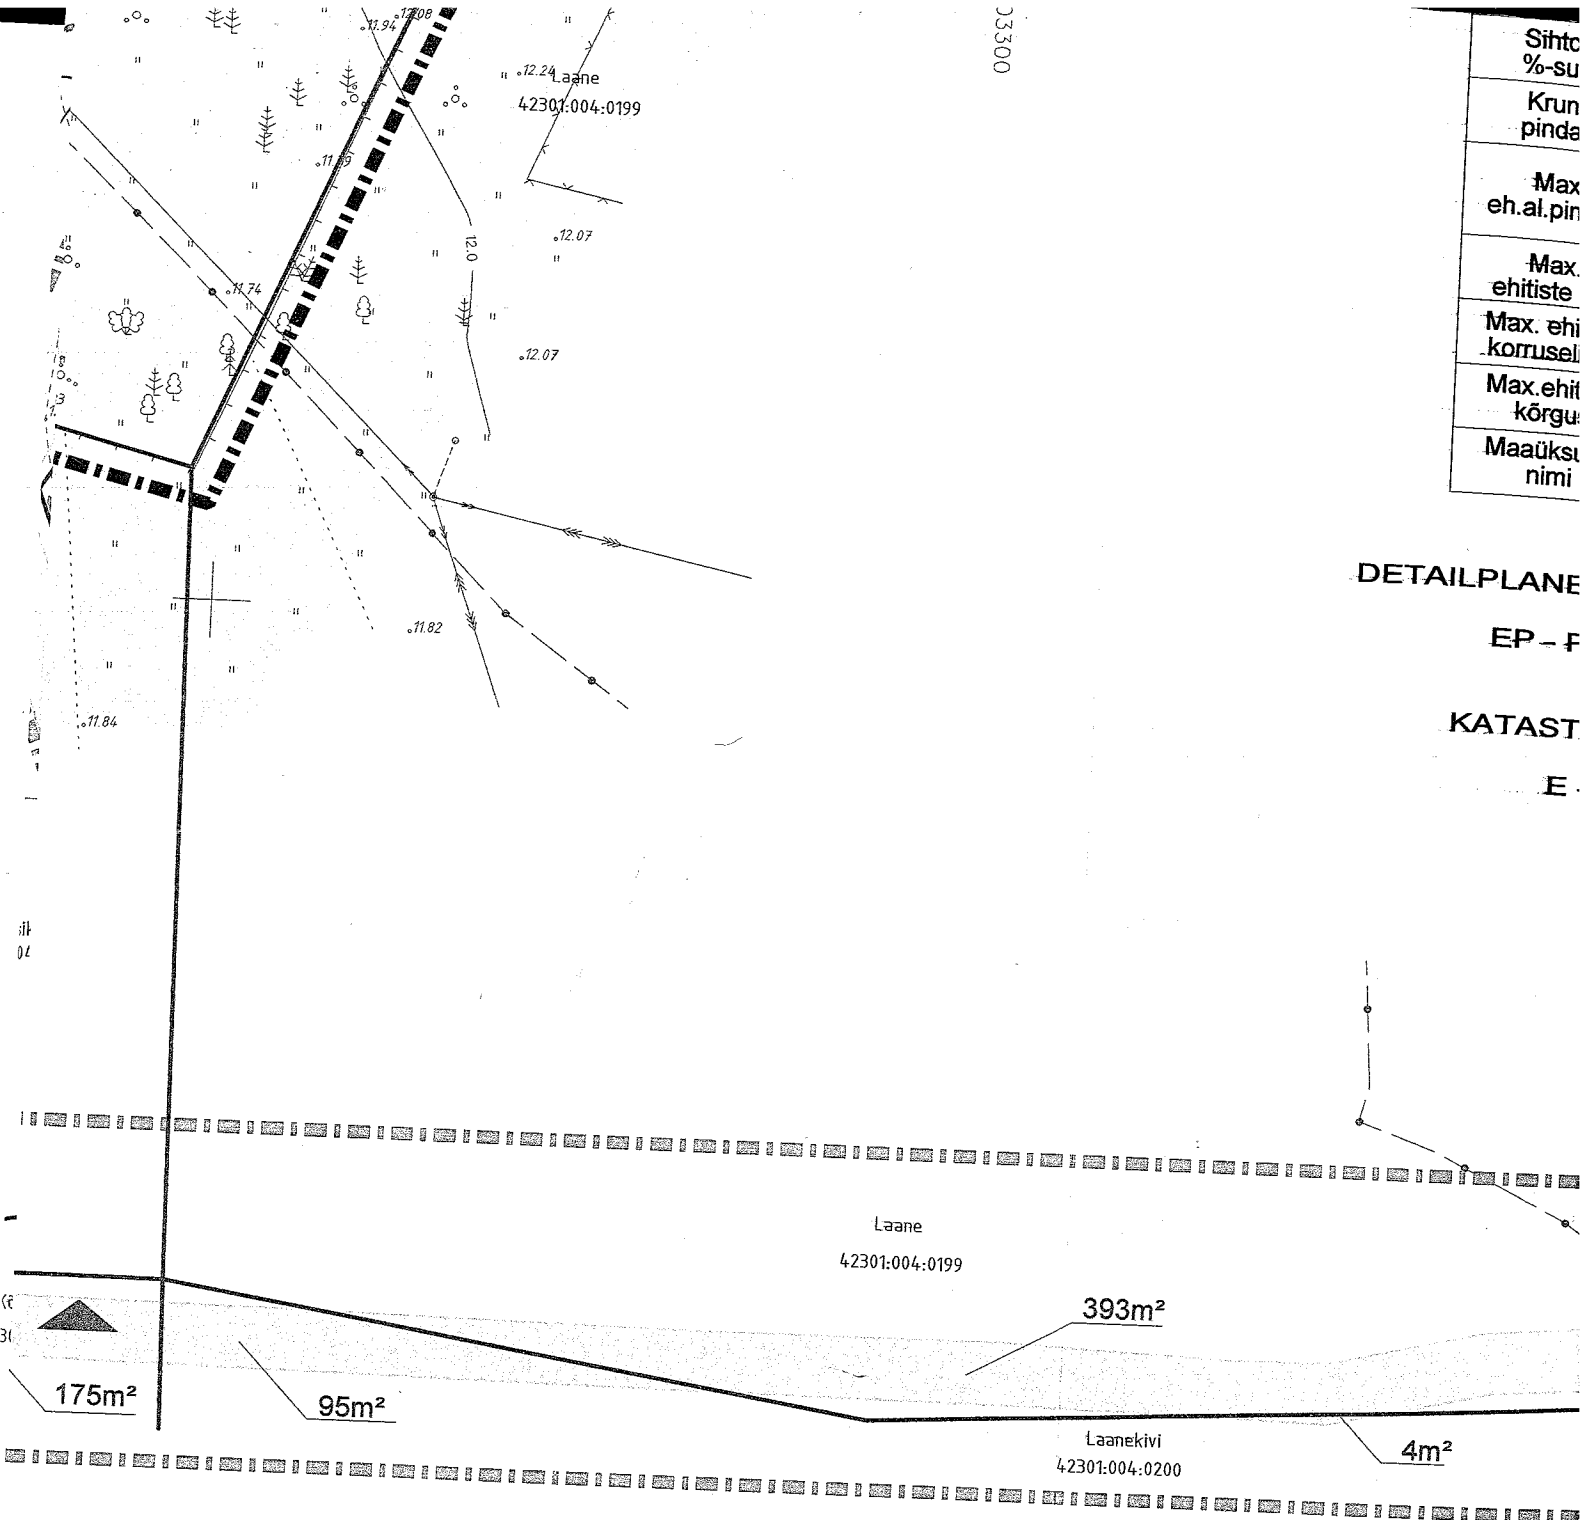 12.08
11.94
12.24
Laane
42301:004:0199
11.74
12.0
12.07
12.07
11.82
11.84
03300
Sihto
%-su
Krun
pinda
Max
eh.al.pin
Max.
ehitiste
Max. ehi
korruseli
Max.ehit
kõrgus
Maaüksu
nimi
DETAILPLANE
EP - P
KATAST
E -
Laane
42301:004:0199
393m²
175m²
95m²
Laanekivi
42301:004:0200
4m²